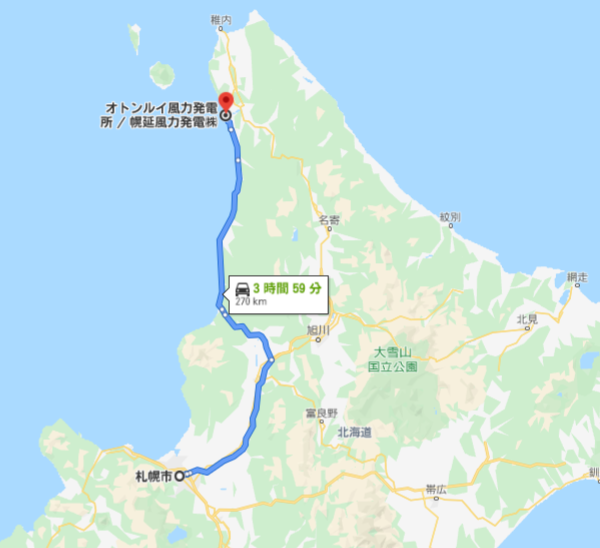 稚内
オトンルイ風力発電
所 / 幌延風力発電㈱
名寄
紋別
3 時間 59 分
270 km
網走
北見
旭川
大雪山
国立公園
富良野
北海道
札幌市
帯広
釧